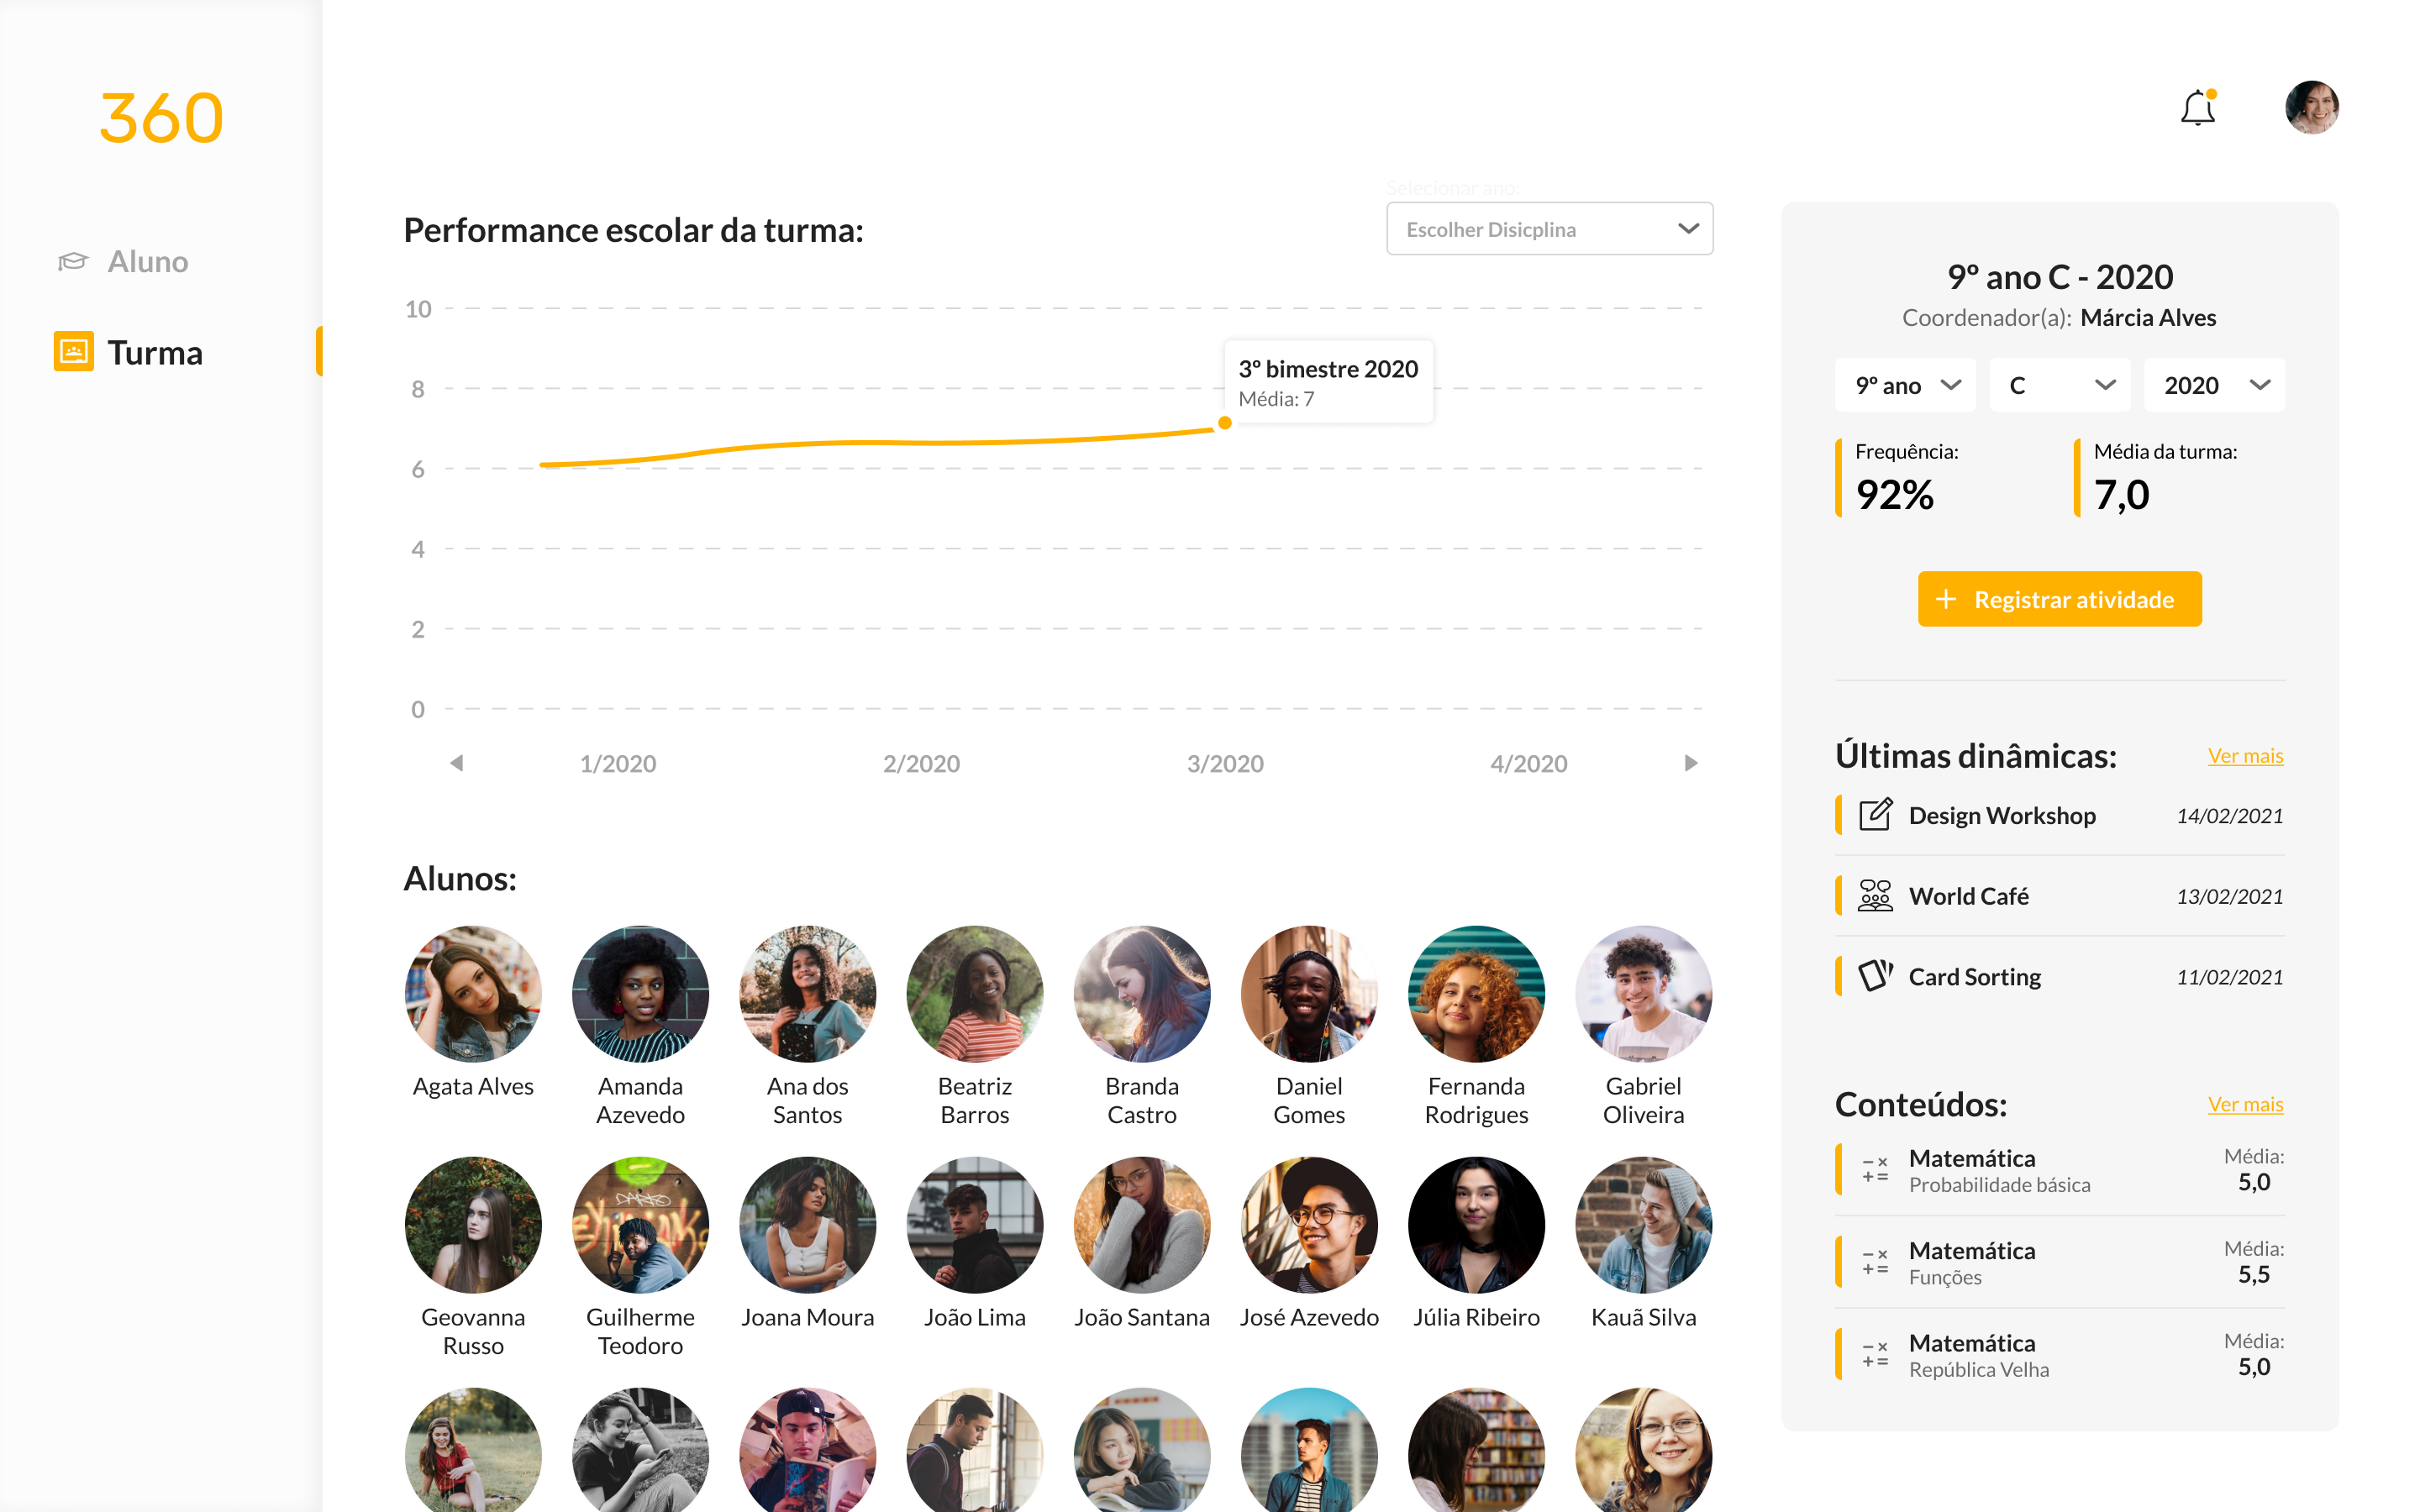 360
Aluno
Turma
Selecionar ano:
Performance escolar da turma:
Escolher Disicplina
10
8
6
4
2
0
3º bimestre 2020
Média: 7
1/2020
2/2020
3/2020
4/2020
Alunos:
Agata Alves
Amanda
Azevedo
Ana dos
Santos
Beatriz
Barros
Branda
Castro
Daniel
Gomes
Fernanda
Rodrigues
Gabriel
Oliveira
Geovanna
Russo
Guilherme
Teodoro
Joana Moura
João Lima
João Santana
José Azevedo
Júlia Ribeiro
Kauã Silva
9º ano C - 2020
Coordenador(a): Márcia Alves
9º ano
C
2020
Frequência:
92%
Média da turma:
7,0
+ Registrar atividade
Últimas dinâmicas:
Ver mais
Design Workshop
14/02/2021
World Café
13/02/2021
Card Sorting
11/02/2021
Conteúdos:
Ver mais
Matemática
Probabilidade básica
Média:
5,0
Matemática
Funções
Média:
5,5
Matemática
República Velha
Média:
5,0